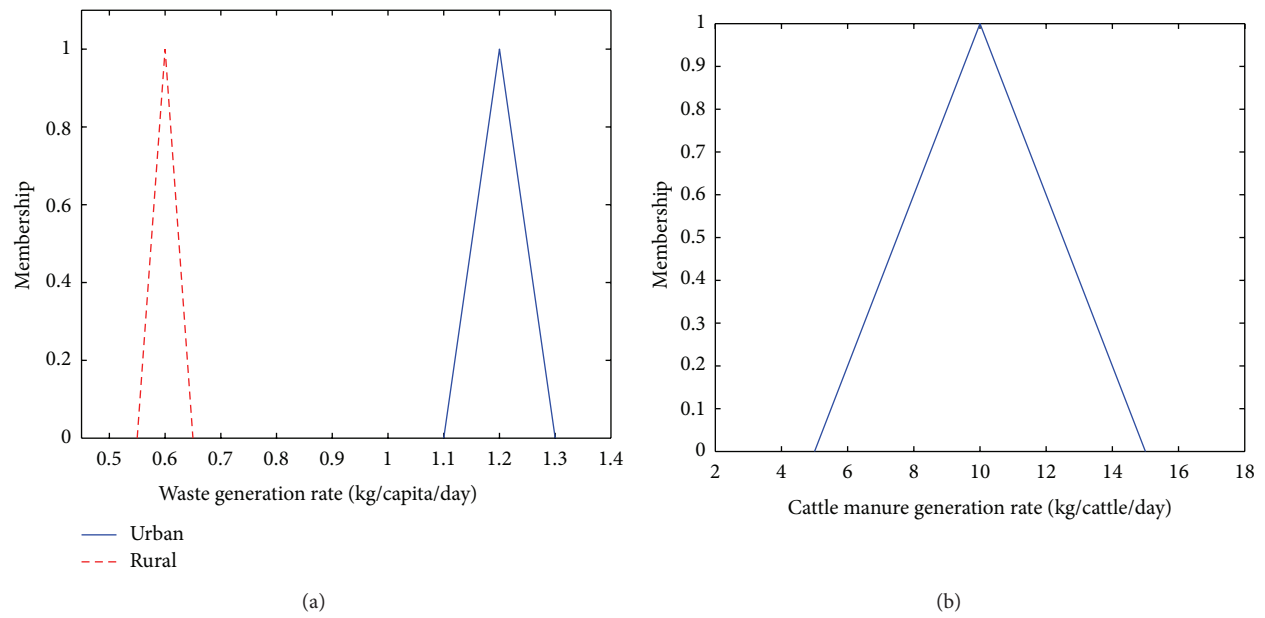 1
0.8
0.6
0.4
0.2
0
Membership
0.5 0.6 0.7 0.8 0.9 1 1.1 1.2 1.3 1.4
Waste generation rate (kg/capita/day)
Urban
Rural
(a)
1
0.9
0.8
0.7
0.6
0.5
0.4
0.3
0.2
0.1
0
Membership
2 4 6 8 10 12 14 16 18
Cattle manure generation rate (kg/cattle/day)
(b)